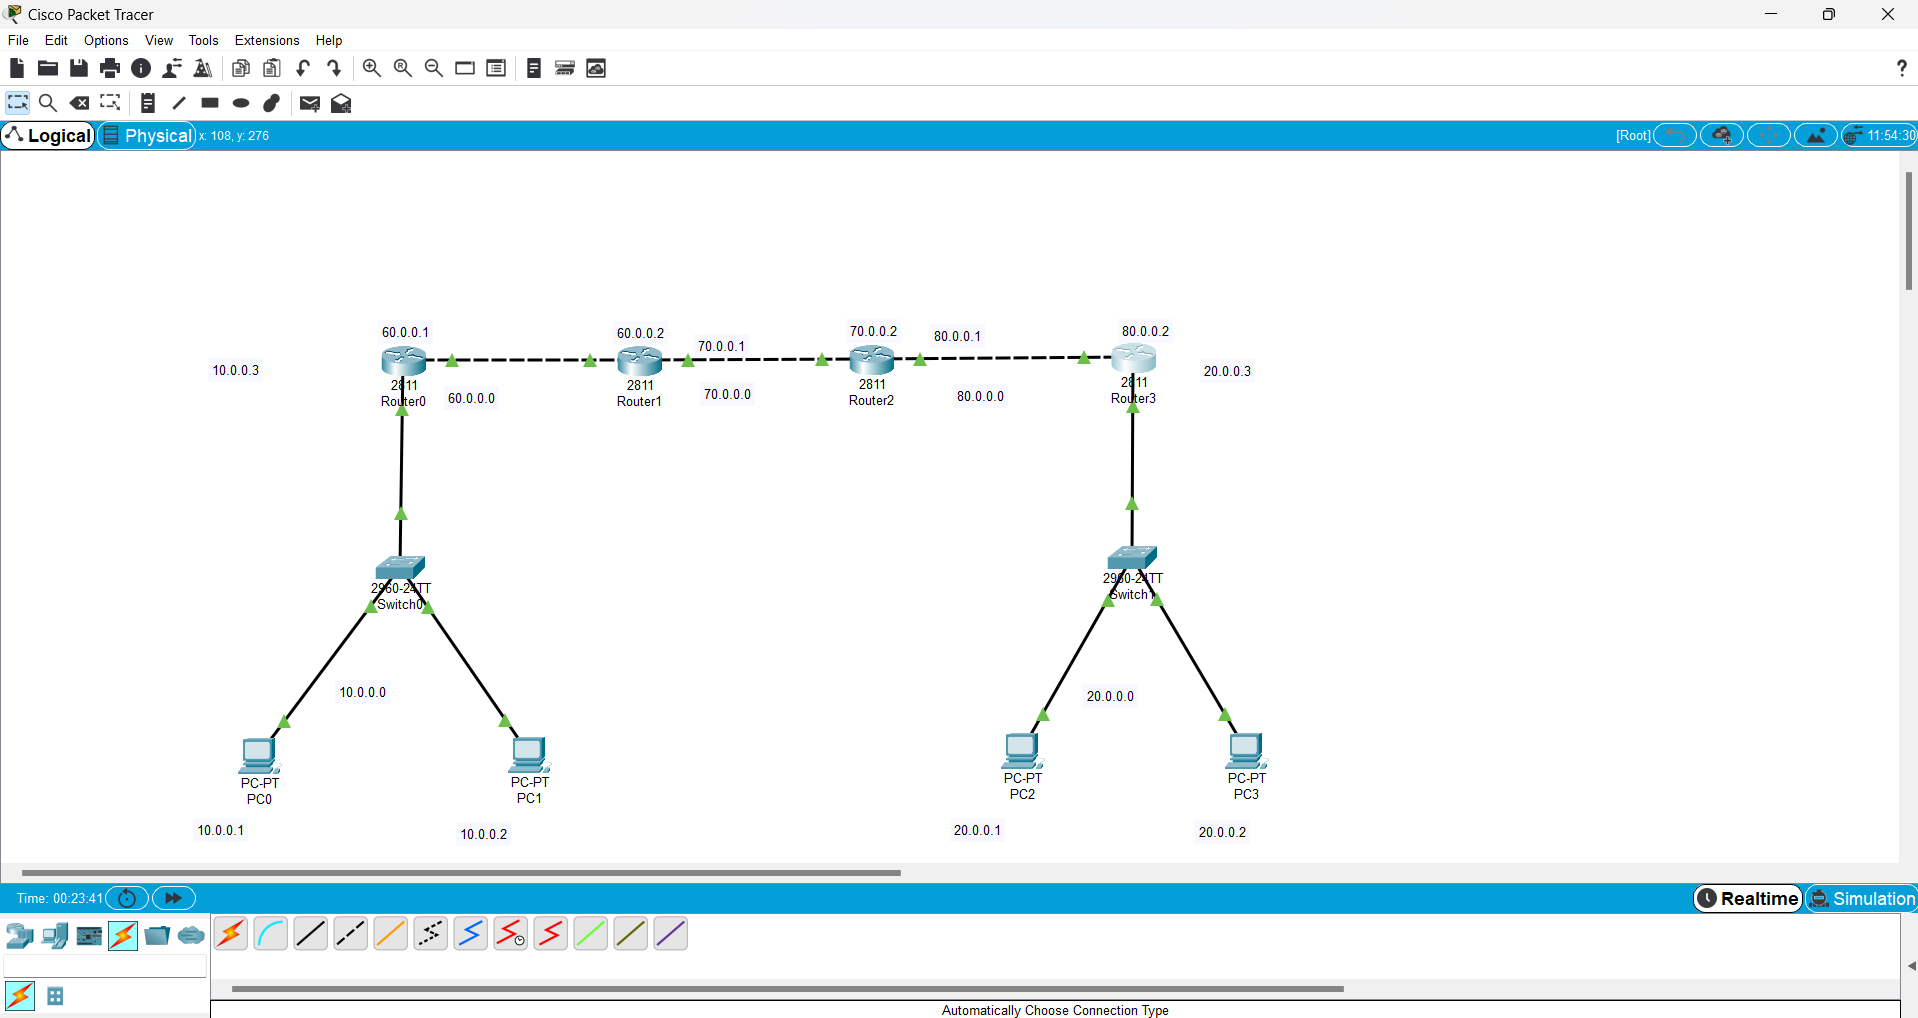 Cisco Packet Tracer
File Edit Options View Tools Extensions Help
Logical Physical x: 108, y: 276 [Root] 11:54:30
60.0.0.1 60.0.0.2 70.0.0.2 80.0.0.1 80.0.0.2
70.0.0.1
10.0.0.3 20.0.0.3
2811 2811 2811 2811
Router0 60.0.0.0 Router1 70.0.0.0 Router2 80.0.0.0 Router3
2960-24TT 2960-24TT
Switch0 Switch1
10.0.0.0 20.0.0.0
PC-PT PC-PT PC-PT PC-PT
PC0 PC1 PC2 PC3
10.0.0.1 10.0.0.2 20.0.0.1 20.0.0.2
Time: 00:23:41 Realtime Simulation
Automatically Choose Connection Type